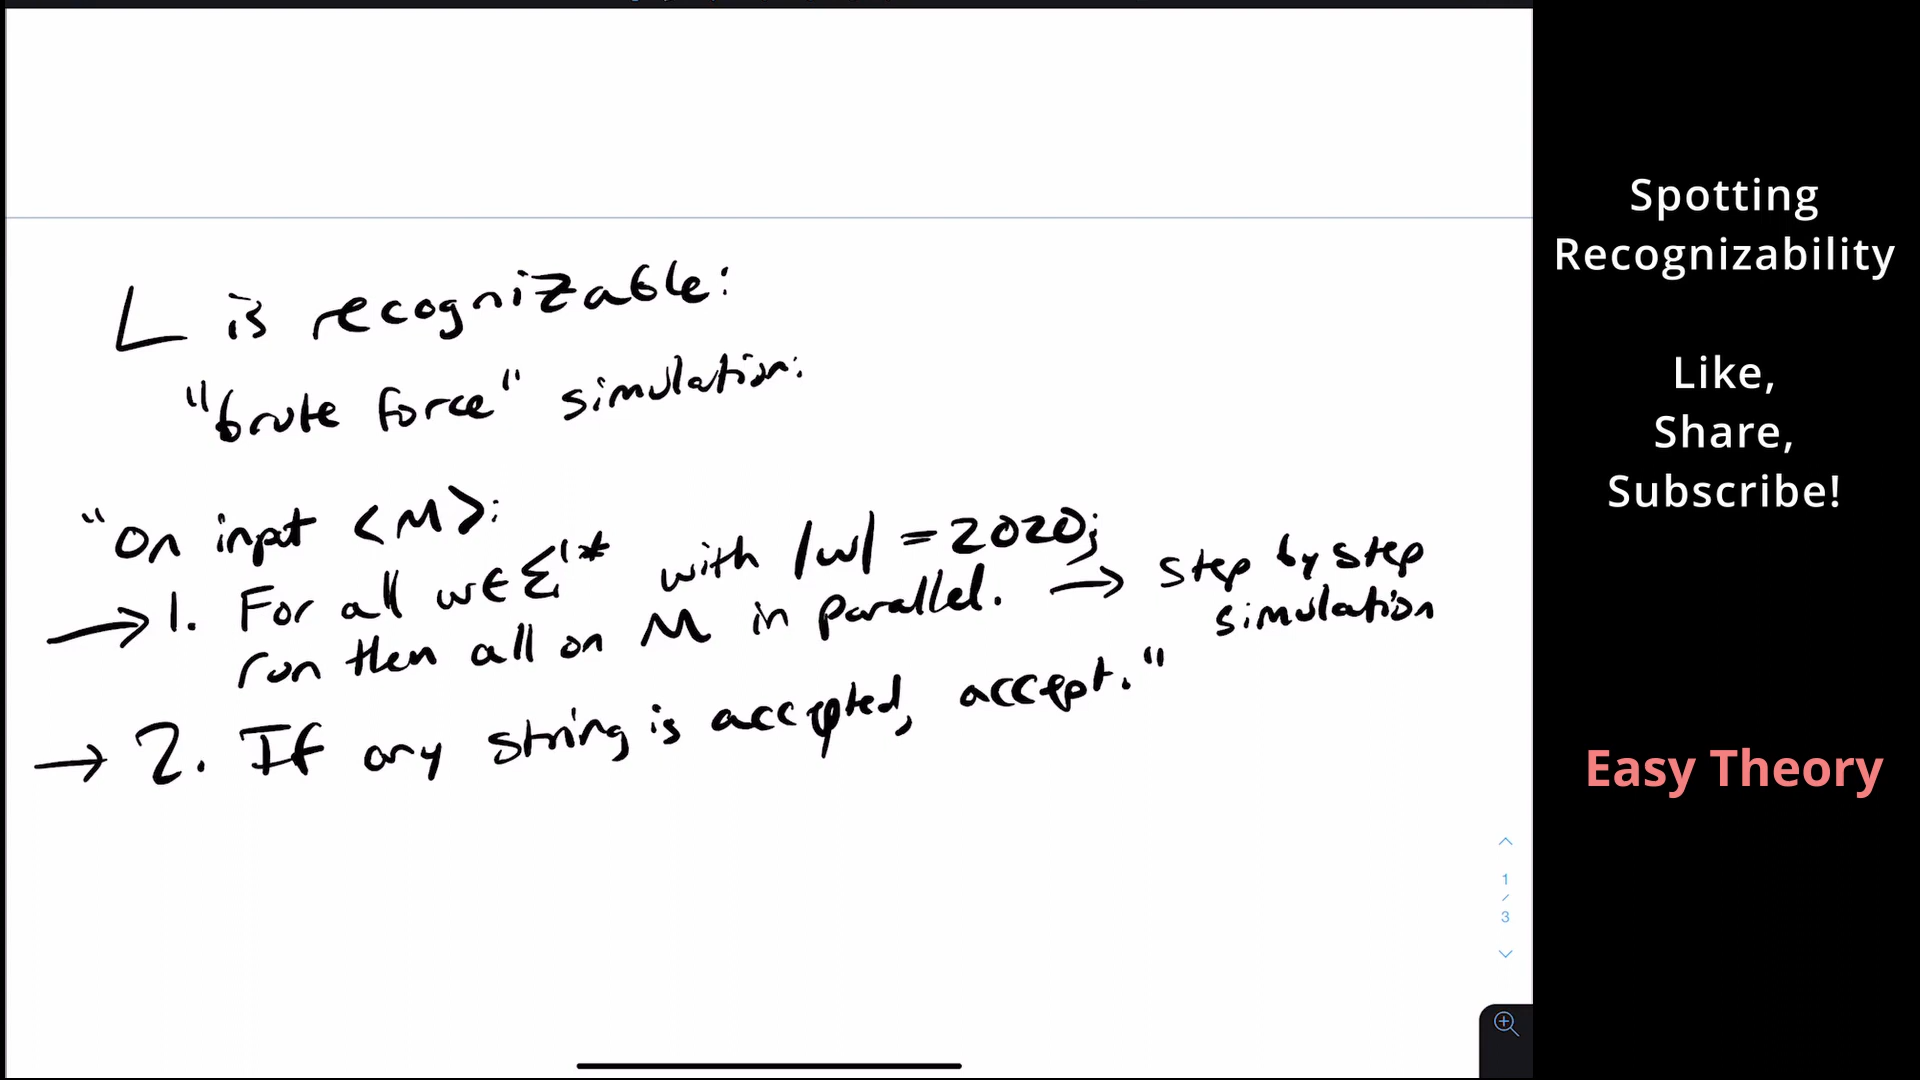 L is recognizable:
"brute force" simulation:
"On input <M>:
→ 1. For all w∈Σ'* with |w| = 2020;
run them all on M in parallel. → step by step
simulation
→ 2. If any string is accepted, accept."
Spotting
Recognizability
Like,
Share,
Subscribe!
Easy Theory
1
/
3